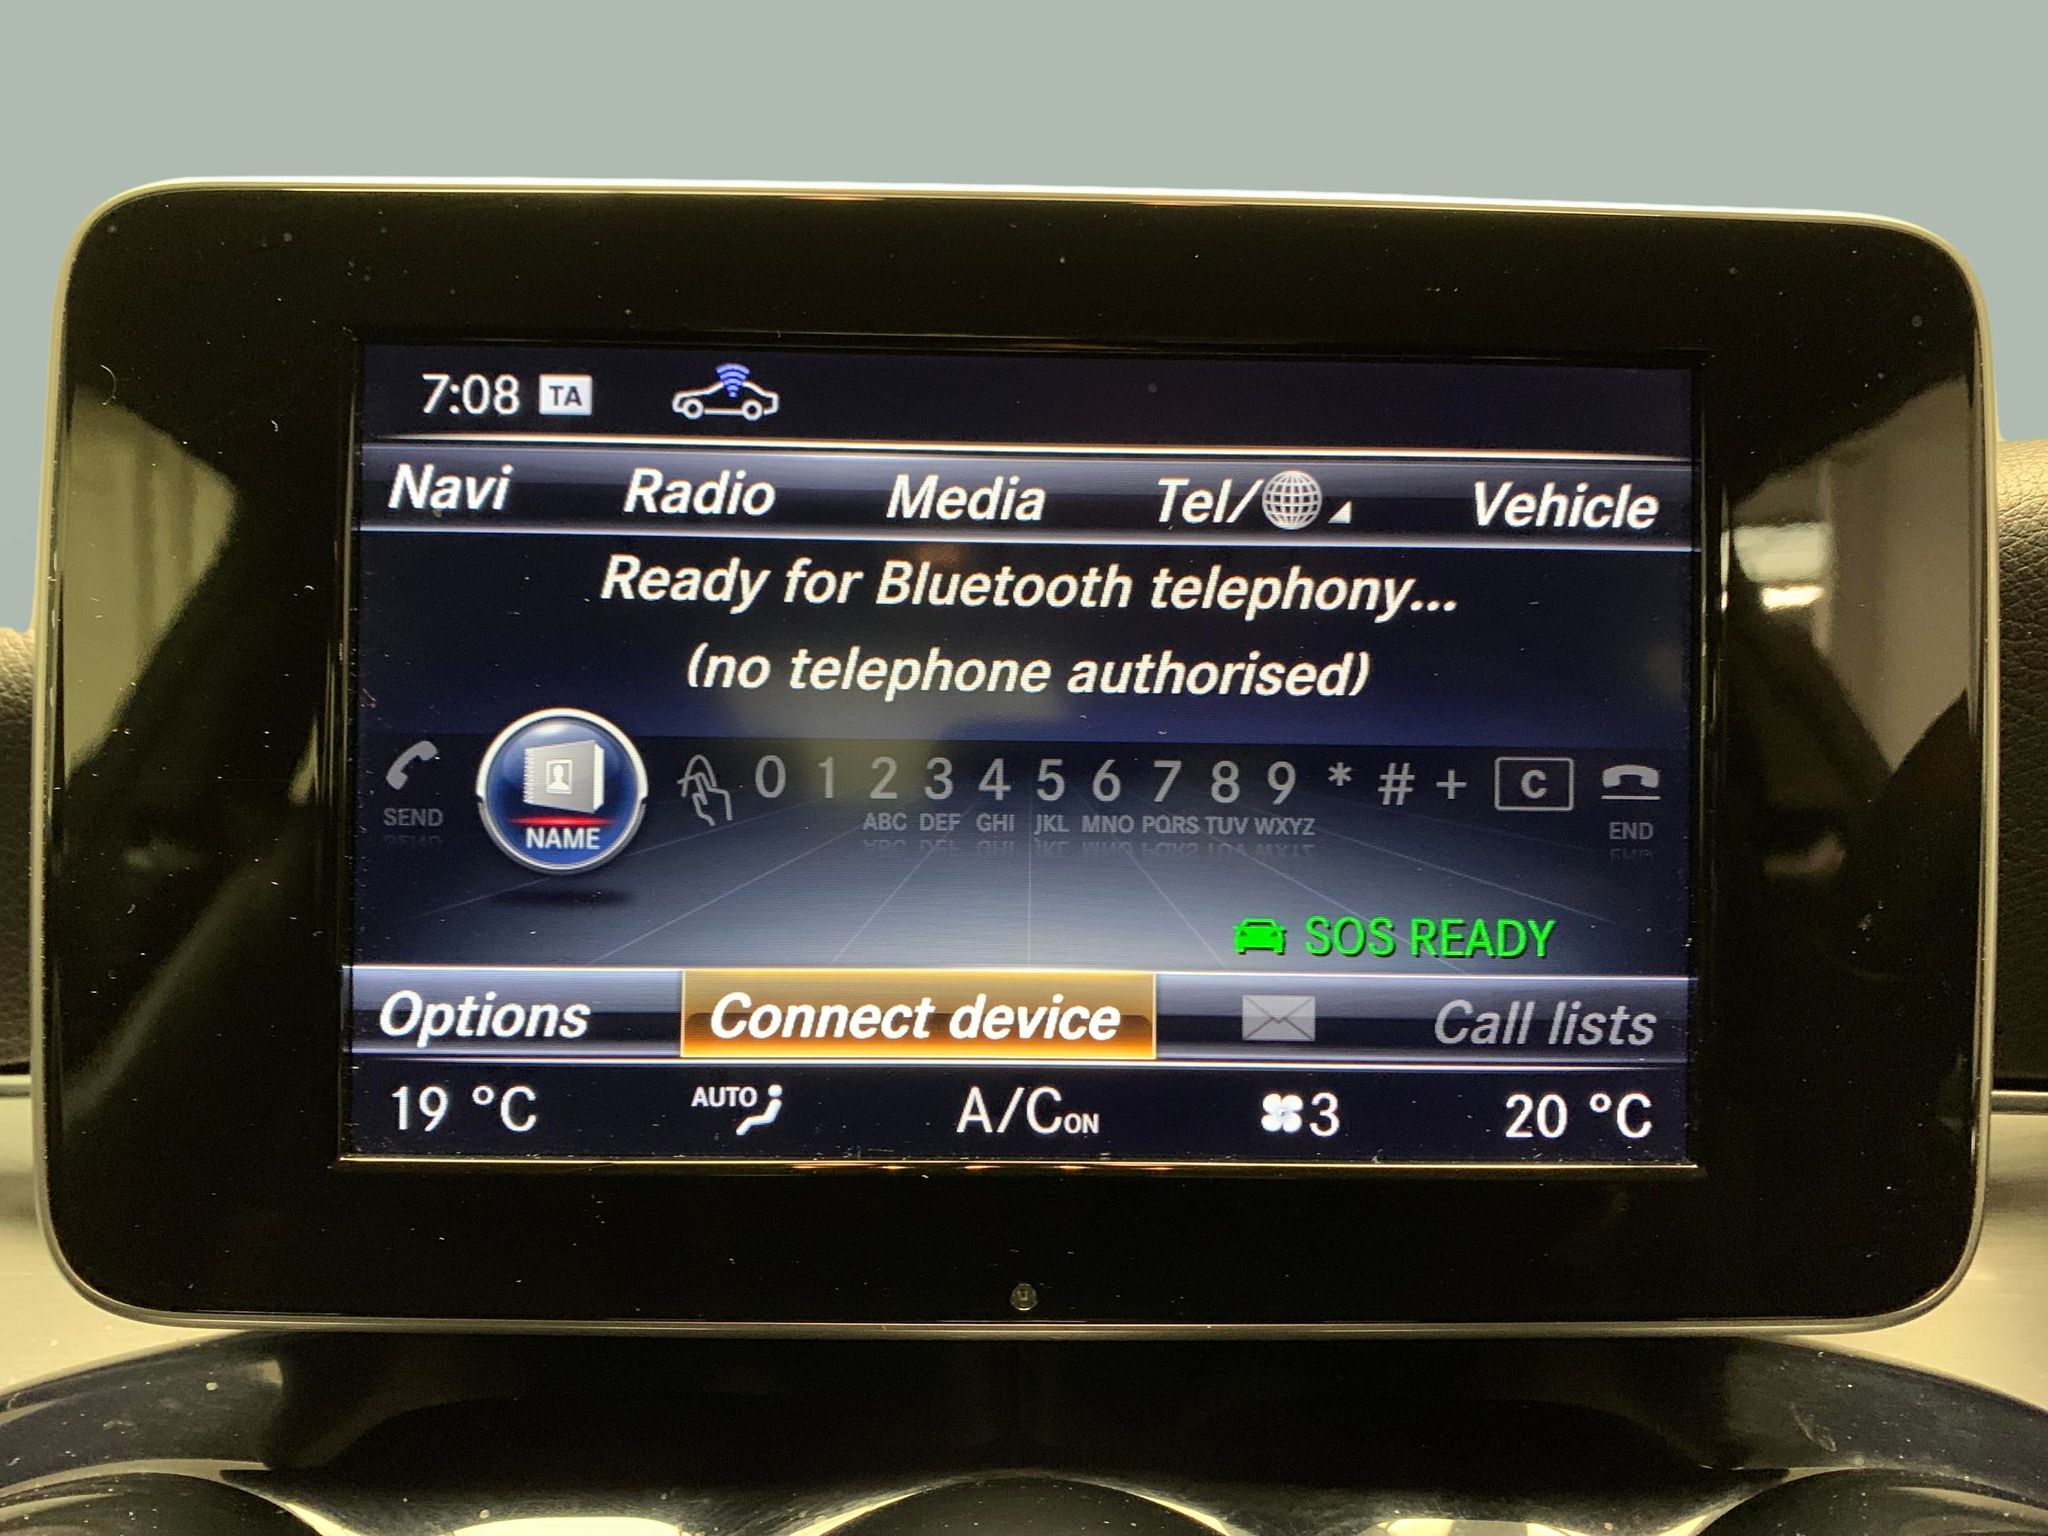 7:08 TA
Navi Radio Media Tel/ Vehicle
Ready for Bluetooth telephony...
(no telephone authorised)
SEND NAME 0 1 2 3 4 5 6 7 8 9 * # + C END
ABC DEF GHI JKL MNO PQRS TUV WXYZ
SOS READY
Options Connect device Call lists
19 °C AUTO A/C ON 3 20 °C